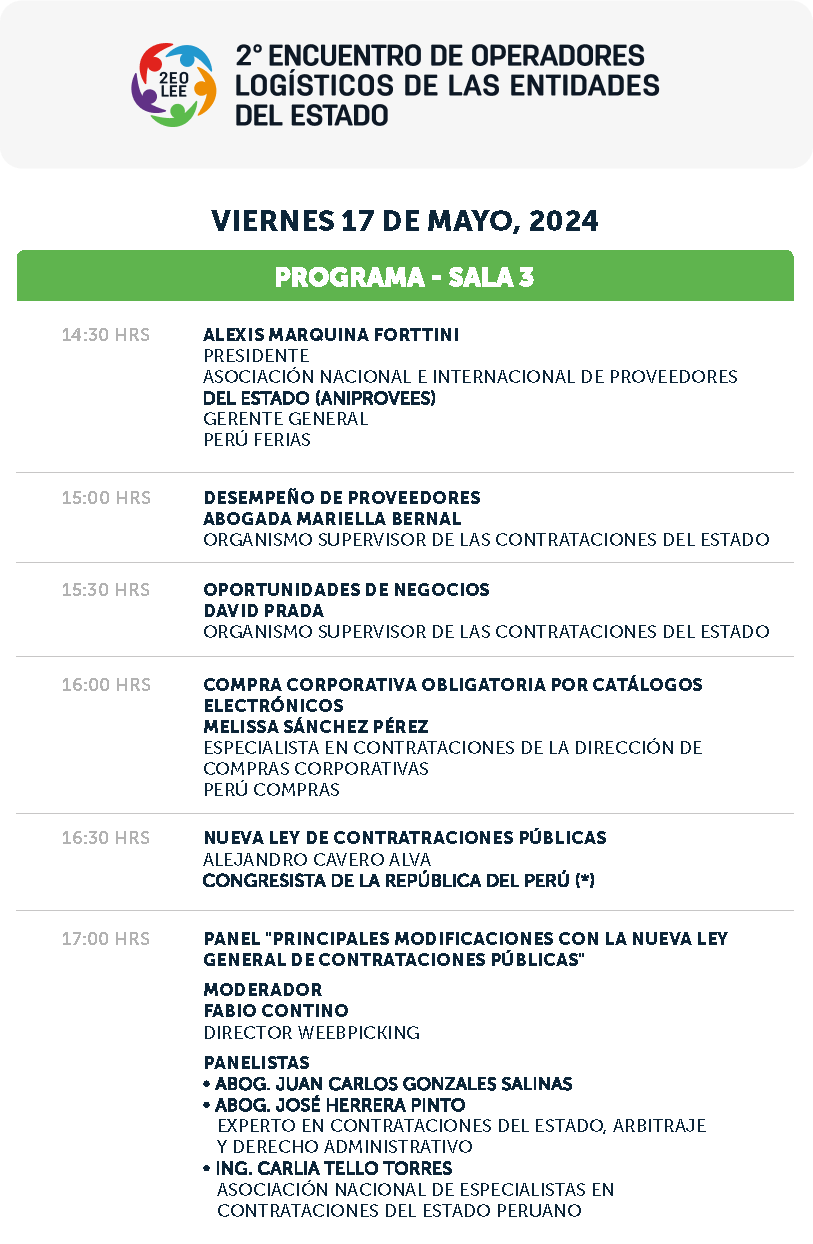 2EO
LEE
2° ENCUENTRO DE OPERADORES
LOGÍSTICOS DE LAS ENTIDADES
DEL ESTADO
VIERNES 17 DE MAYO, 2024
PROGRAMA - SALA 3
14:30 HRS
ALEXIS MARQUINA FORTTINI
PRESIDENTE
ASOCIACIÓN NACIONAL E INTERNACIONAL DE PROVEEDORES
DEL ESTADO (ANIPROVEES)
GERENTE GENERAL
PERÚ FERIAS
15:00 HRS
DESEMPEÑO DE PROVEEDORES
ABOGADA MARIELLA BERNAL
ORGANISMO SUPERVISOR DE LAS CONTRATACIONES DEL ESTADO
15:30 HRS
OPORTUNIDADES DE NEGOCIOS
DAVID PRADA
ORGANISMO SUPERVISOR DE LAS CONTRATACIONES DEL ESTADO
16:00 HRS
COMPRA CORPORATIVA OBLIGATORIA POR CATÁLOGOS
ELECTRÓNICOS
MELISSA SÁNCHEZ PÉREZ
ESPECIALISTA EN CONTRATACIONES DE LA DIRECCIÓN DE
COMPRAS CORPORATIVAS
PERÚ COMPRAS
16:30 HRS
NUEVA LEY DE CONTRATRACIONES PÚBLICAS
ALEJANDRO CAVERO ALVA
CONGRESISTA DE LA REPÚBLICA DEL PERÚ (*)
17:00 HRS
PANEL "PRINCIPALES MODIFICACIONES CON LA NUEVA LEY
GENERAL DE CONTRATACIONES PÚBLICAS"
MODERADOR
FABIO CONTINO
DIRECTOR WEEBPICKING
PANELISTAS
• ABOG. JUAN CARLOS GONZALES SALINAS
• ABOG. JOSÉ HERRERA PINTO
EXPERTO EN CONTRATACIONES DEL ESTADO, ARBITRAJE
Y DERECHO ADMINISTRATIVO
• ING. CARLIA TELLO TORRES
ASOCIACIÓN NACIONAL DE ESPECIALISTAS EN
CONTRATACIONES DEL ESTADO PERUANO